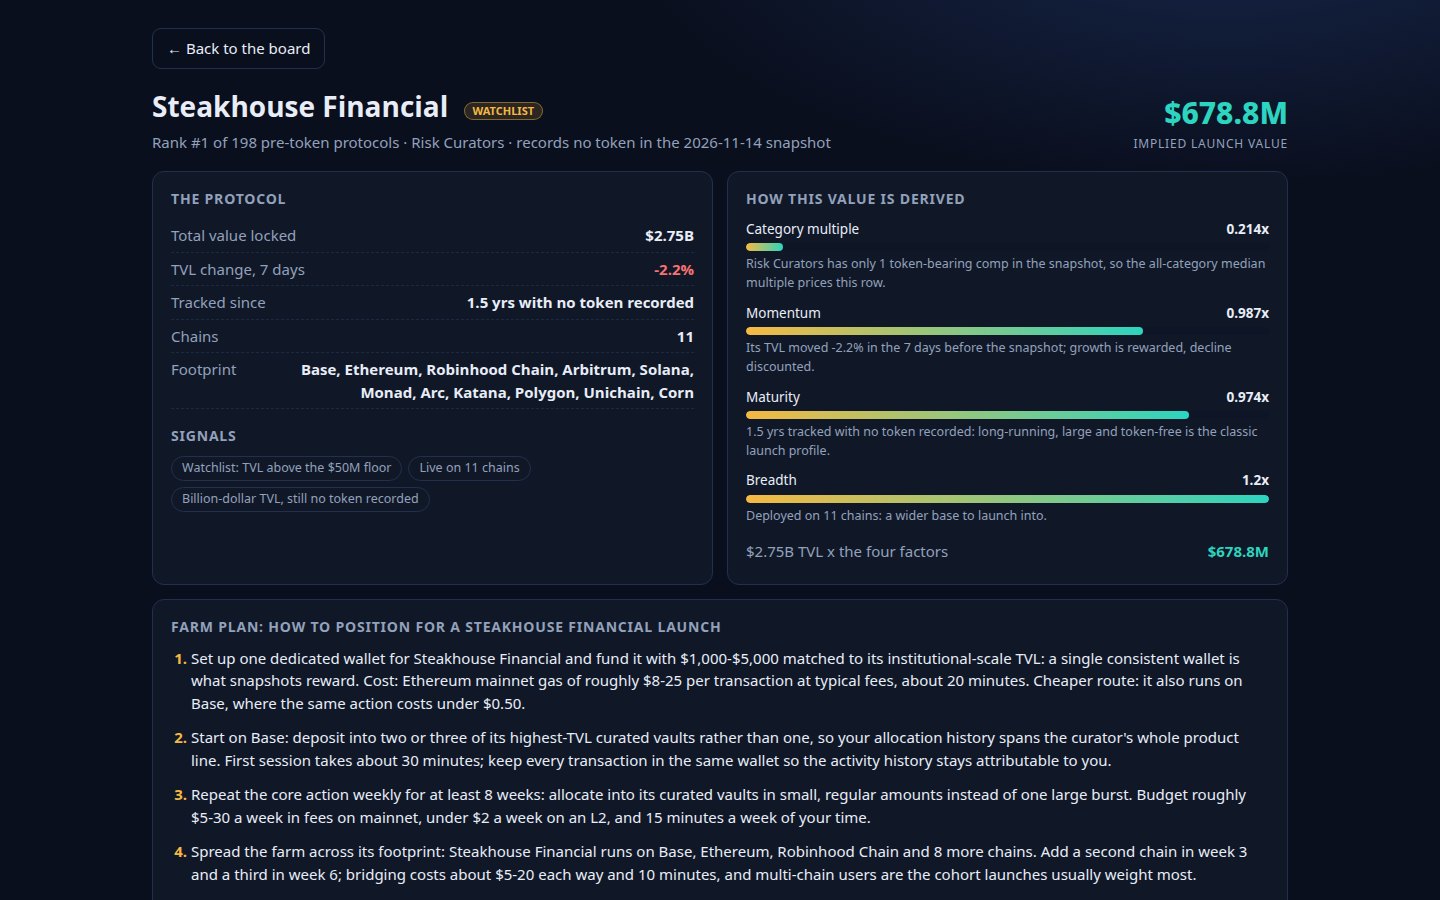 ← Back to the board
Steakhouse Financial WATCHLIST
Rank #1 of 198 pre-token protocols · Risk Curators · records no token in the 2026-11-14 snapshot
$678.8M
IMPLIED LAUNCH VALUE
THE PROTOCOL
Total value locked $2.75B
TVL change, 7 days -2.2%
Tracked since 1.5 yrs with no token recorded
Chains 11
Footprint Base, Ethereum, Robinhood Chain, Arbitrum, Solana,
Monad, Arc, Katana, Polygon, Unichain, Corn
SIGNALS
Watchlist: TVL above the $50M floor Live on 11 chains
Billion-dollar TVL, still no token recorded
HOW THIS VALUE IS DERIVED
Category multiple 0.214x
Risk Curators has only 1 token-bearing comp in the snapshot, so the all-category median
multiple prices this row.
Momentum 0.987x
Its TVL moved -2.2% in the 7 days before the snapshot; growth is rewarded, decline
discounted.
Maturity 0.974x
1.5 yrs tracked with no token recorded: long-running, large and token-free is the classic
launch profile.
Breadth 1.2x
Deployed on 11 chains: a wider base to launch into.
$2.75B TVL x the four factors $678.8M
FARM PLAN: HOW TO POSITION FOR A STEAKHOUSE FINANCIAL LAUNCH
1. Set up one dedicated wallet for Steakhouse Financial and fund it with $1,000-$5,000 matched to its institutional-scale TVL: a single consistent wallet is
what snapshots reward. Cost: Ethereum mainnet gas of roughly $8-25 per transaction at typical fees, about 20 minutes. Cheaper route: it also runs on
Base, where the same action costs under $0.50.
2. Start on Base: deposit into two or three of its highest-TVL curated vaults rather than one, so your allocation history spans the curator's whole product
line. First session takes about 30 minutes; keep every transaction in the same wallet so the activity history stays attributable to you.
3. Repeat the core action weekly for at least 8 weeks: allocate into its curated vaults in small, regular amounts instead of one large burst. Budget roughly
$5-30 a week in fees on mainnet, under $2 a week on an L2, and 15 minutes a week of your time.
4. Spread the farm across its footprint: Steakhouse Financial runs on Base, Ethereum, Robinhood Chain and 8 more chains. Add a second chain in week 3
and a third in week 6; bridging costs about $5-20 each way and 10 minutes, and multi-chain users are the cohort launches usually weight most.